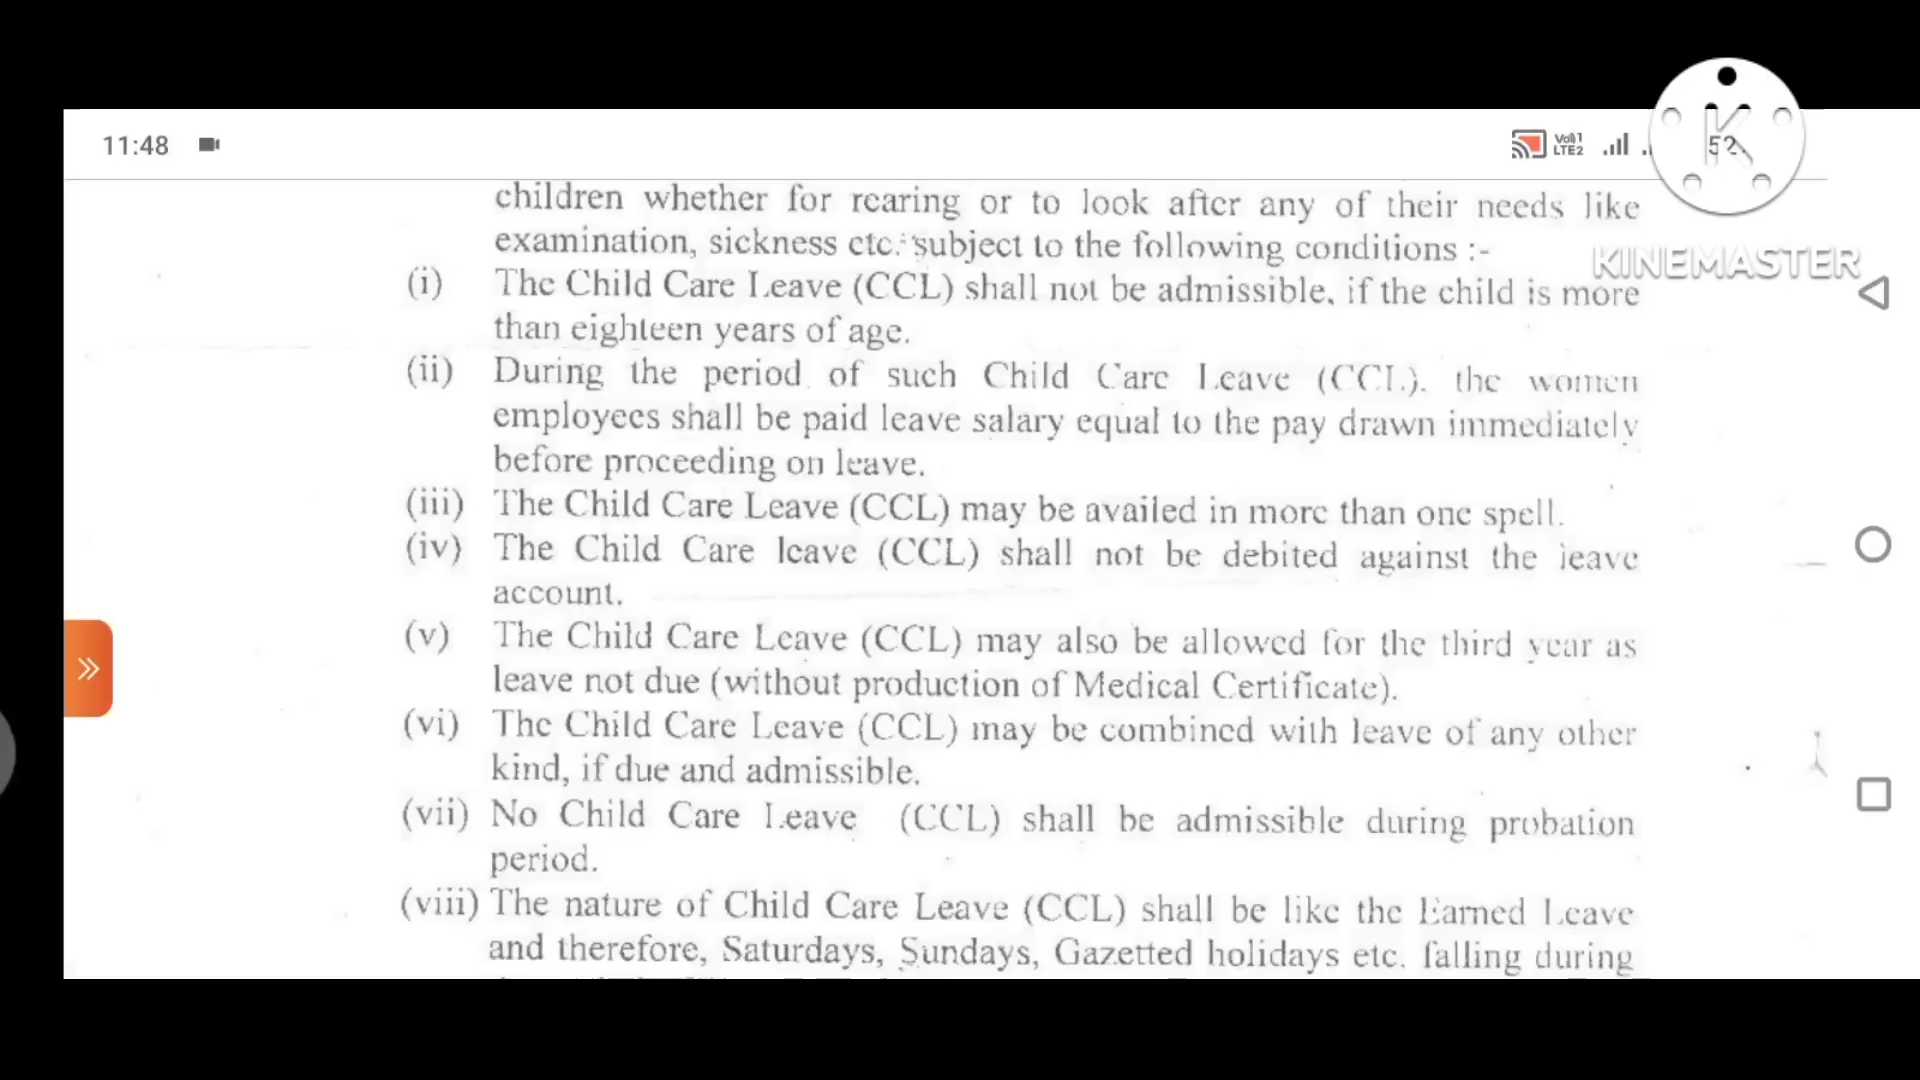 11:48
Vo)) 1
LTE2
52
KINEMASTER
children whether for rearing or to look after any of their needs like
examination, sickness etc. subject to the following conditions :-
(i) The Child Care Leave (CCL) shall not be admissible, if the child is more
than eighteen years of age.
(ii) During the period of such Child Care Leave (CCL), the women
employees shall be paid leave salary equal to the pay drawn immediately
before proceeding on leave.
(iii) The Child Care Leave (CCL) may be availed in more than one spell.
(iv) The Child Care leave (CCL) shall not be debited against the leave
account.
(v) The Child Care Leave (CCL) may also be allowed for the third year as
leave not due (without production of Medical Certificate).
(vi) The Child Care Leave (CCL) may be combined with leave of any other
kind, if due and admissible.
(vii) No Child Care Leave (CCL) shall be admissible during probation
period.
(viii) The nature of Child Care Leave (CCL) shall be like the Earned Leave
and therefore, Saturdays, Sundays, Gazetted holidays etc. falling during